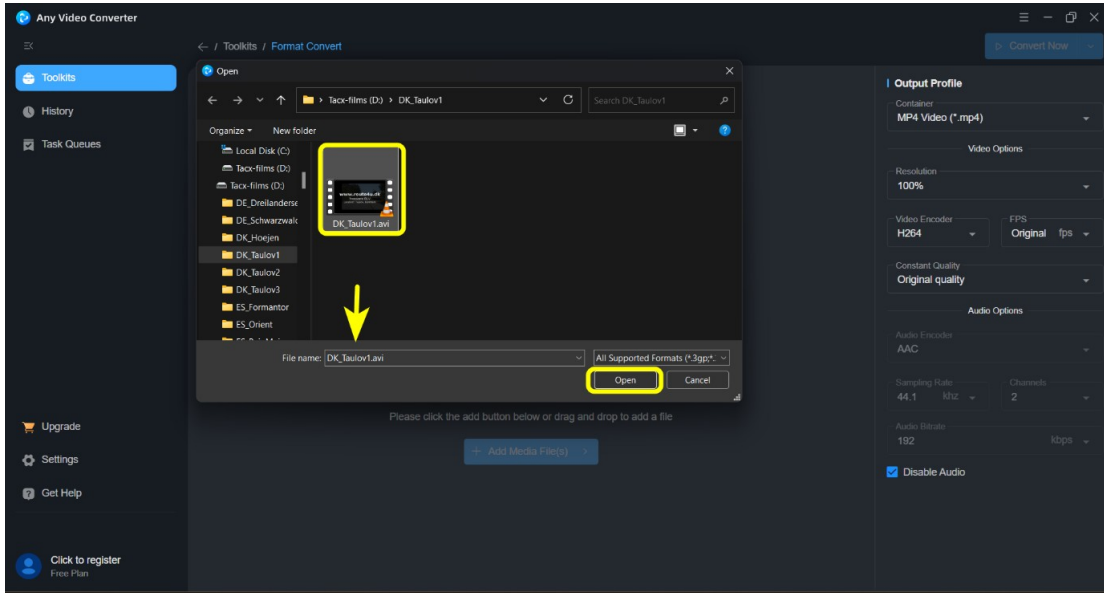 Any Video Converter
Toolkits
History
Task Queues
Upgrade
Settings
Get Help
Click to register
Free Plan
← / Toolkits / Format Convert
Convert Now
Open
> Tacx-films (D:) > DK_Taulov1
Search DK_Taulov1
Organize
New folder
Local Disk (C:)
Tacx-films (D:)
Tacx-films (D:)
DE_Dreilanderse
DE_Schwarzwalc
DK_Hoejen
DK_Taulov1
DK_Taulov2
DK_Taulov3
ES_Formantor
ES_Orient
DK_Taulov1.avi
File name: DK_Taulov1.avi
All Supported Formats (*.3gp;*.
Open
Cancel
Please click the add button below or drag and drop to add a file
+ Add Media File(s) >
Output Profile
Container
MP4 Video (*.mp4)
Video Options
Resolution
100%
Video Encoder
H264
FPS
Original fps
Constant Quality
Original quality
Audio Options
Audio Encoder
AAC
Sampling Rate
44.1 khz
Channels
2
Audio Bitrate
192 kbps
Disable Audio